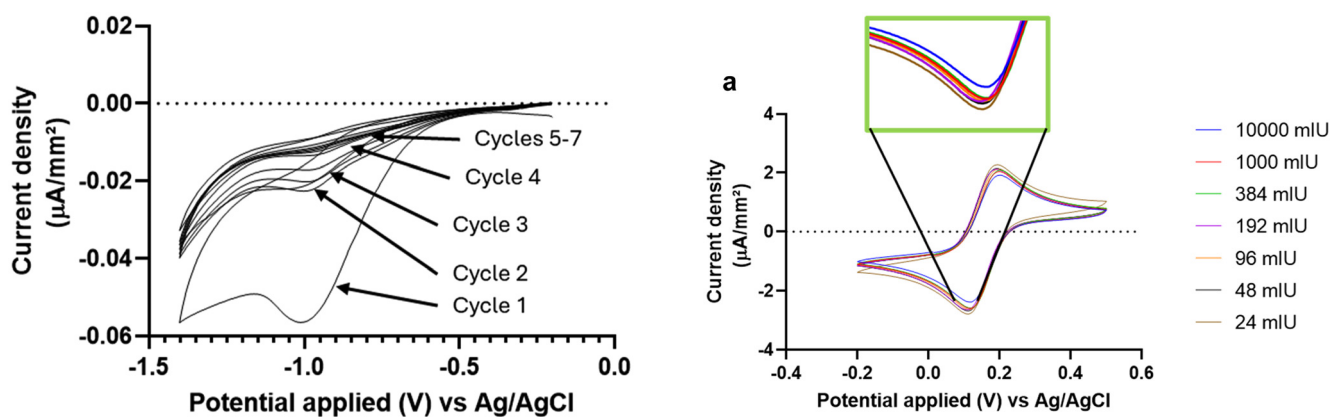 0.02
0.00
-0.02
-0.04
-0.06
Current density
(µA/mm²)
Cycles 5-7
Cycle 4
Cycle 3
Cycle 2
Cycle 1
-1.5
-1.0
-0.5
0.0
Potential applied (V) vs Ag/AgCl
a
4
2
0
-2
-4
Current density
(µA/mm²)
-0.4
-0.2
0.0
0.2
0.4
0.6
Potential applied (V) vs Ag/AgCl
10000 mIU
1000 mIU
384 mIU
192 mIU
96 mIU
48 mIU
24 mIU